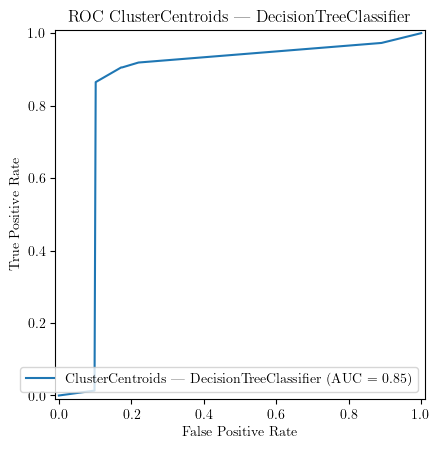 ROC ClusterCentroids — DecisionTreeClassifier
1.0
0.8
0.6
0.4
0.2
0.0
True Positive Rate
ClusterCentroids — DecisionTreeClassifier (AUC = 0.85)
0.0 0.2 0.4 0.6 0.8 1.0
False Positive Rate